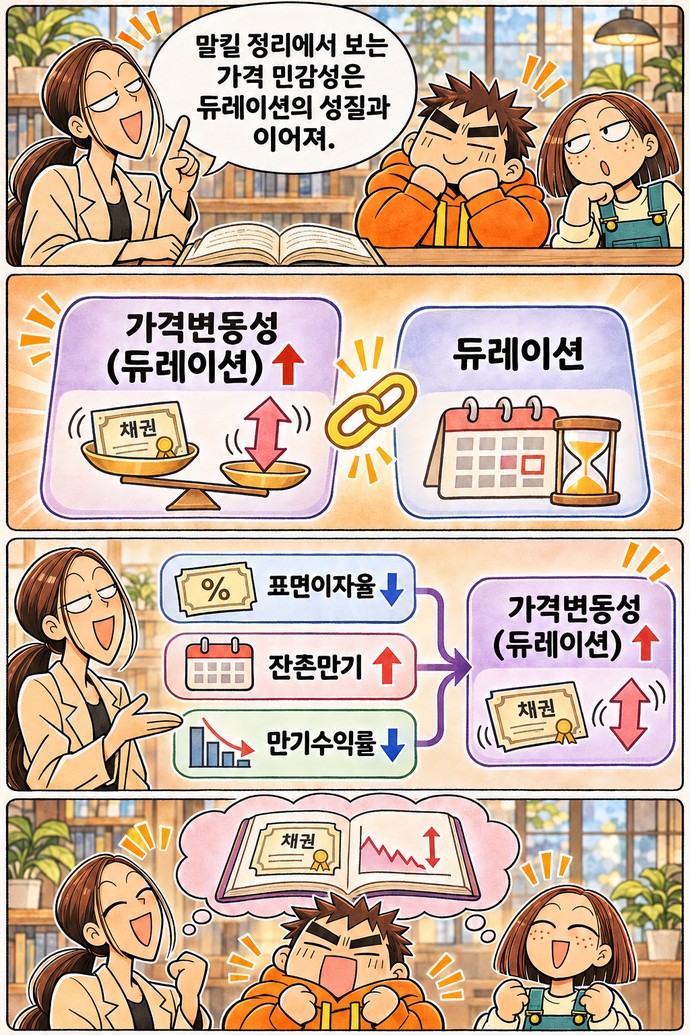 말킬 정리에서 보는
가격 민감성은
듀레이션의 성질과
이어져.
가격변동성
(듀레이션)
채권
듀레이션
%
표면이자율
잔촌만기
만기수익률
가격변동성
(듀레이션)
채권
채권